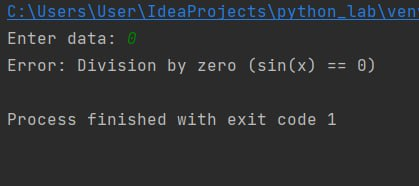 C:\Users\User\IdeaProjects\python_lab\ven
Enter data: 0
Error: Division by zero (sin(x) == 0)
Process finished with exit code 1